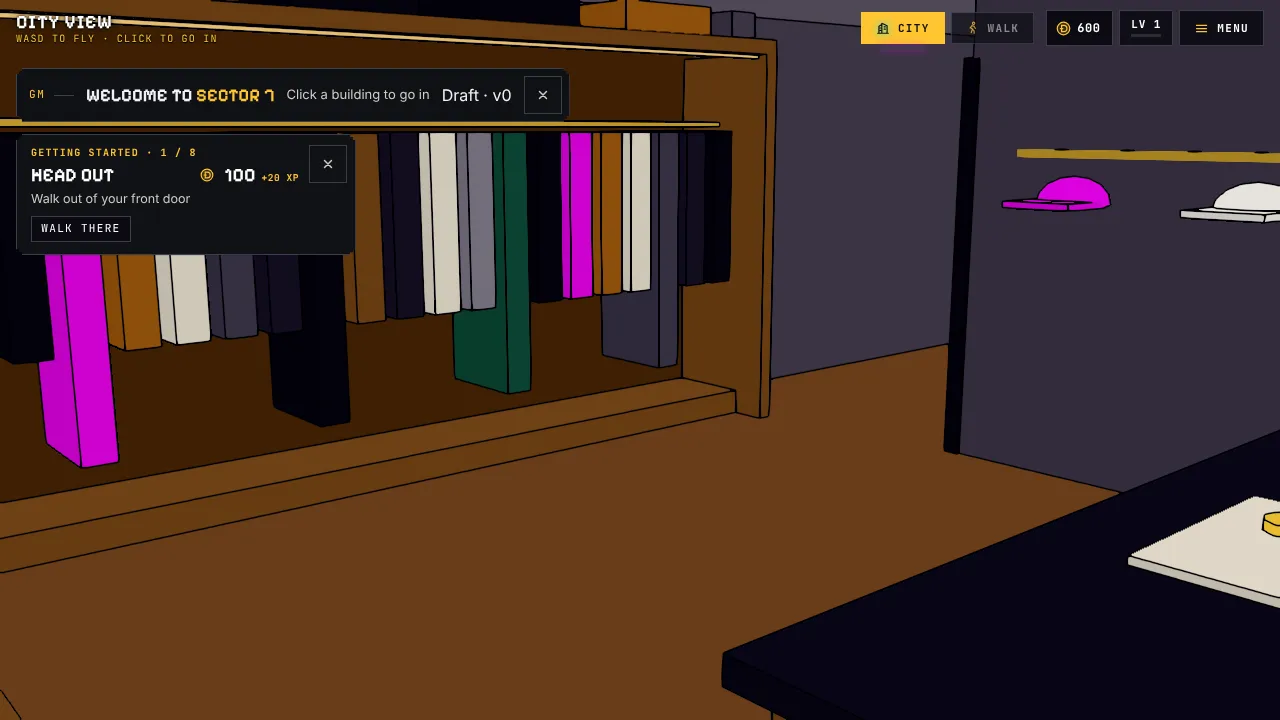 CITY VIEW
WASD TO FLY · CLICK TO GO IN
CITY
WALK
600
LV 1
MENU
GM
WELCOME TO SECTOR 7
Click a building to go in
Draft · v0
GETTING STARTED · 1 / 8
HEAD OUT
100 +20 XP
Walk out of your front door
WALK THERE